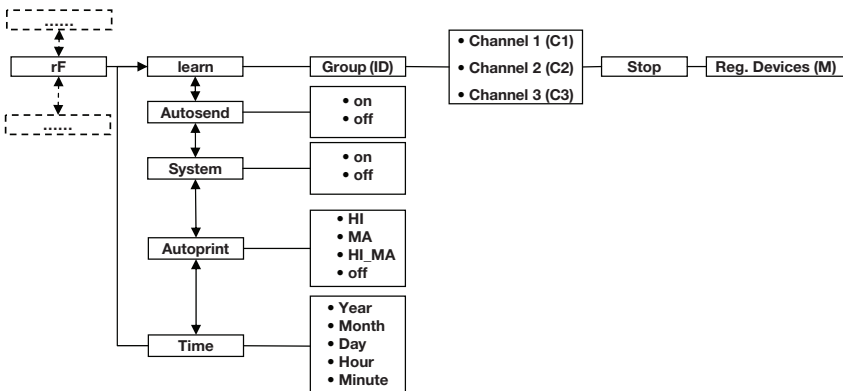 ......
rF
......
learn
Group (ID)
• Channel 1 (C1)
• Channel 2 (C2)
• Channel 3 (C3)
Stop
Reg. Devices (M)
Autosend
• on
• off
System
• on
• off
Autoprint
• HI
• MA
• HI_MA
• off
Time
• Year
• Month
• Day
• Hour
• Minute